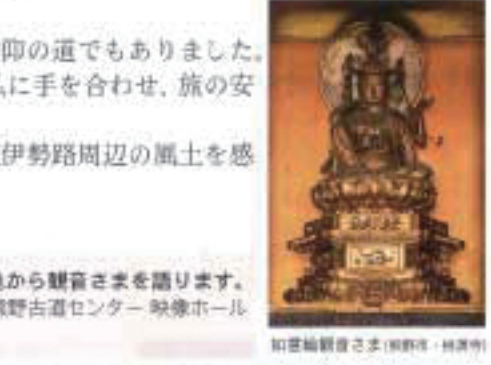 仰の道でもありました。
に手を合わせ、旅の安
伊勢路周辺の風土を感
から観音さまを語ります。
野古道センター 映像ホール
如意輪観音さま